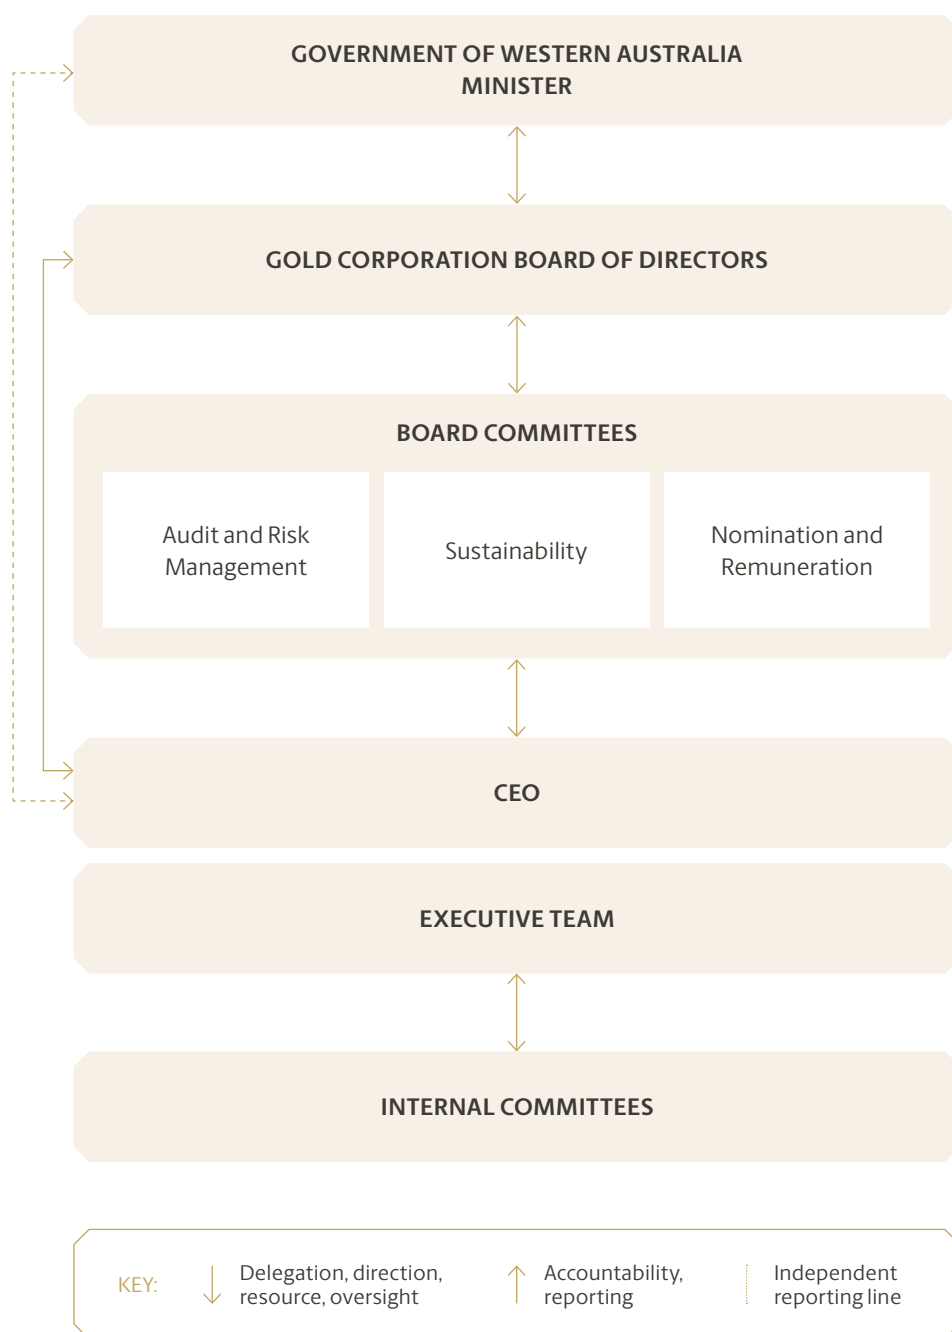 GOVERNMENT OF WESTERN AUSTRALIA
MINISTER
GOLD CORPORATION BOARD OF DIRECTORS
BOARD COMMITTEES
Audit and Risk
Management
Sustainability
Nomination and
Remuneration
CEO
EXECUTIVE TEAM
INTERNAL COMMITTEES
KEY:
Delegation, direction,
resource, oversight
Accountability,
reporting
Independent
reporting line